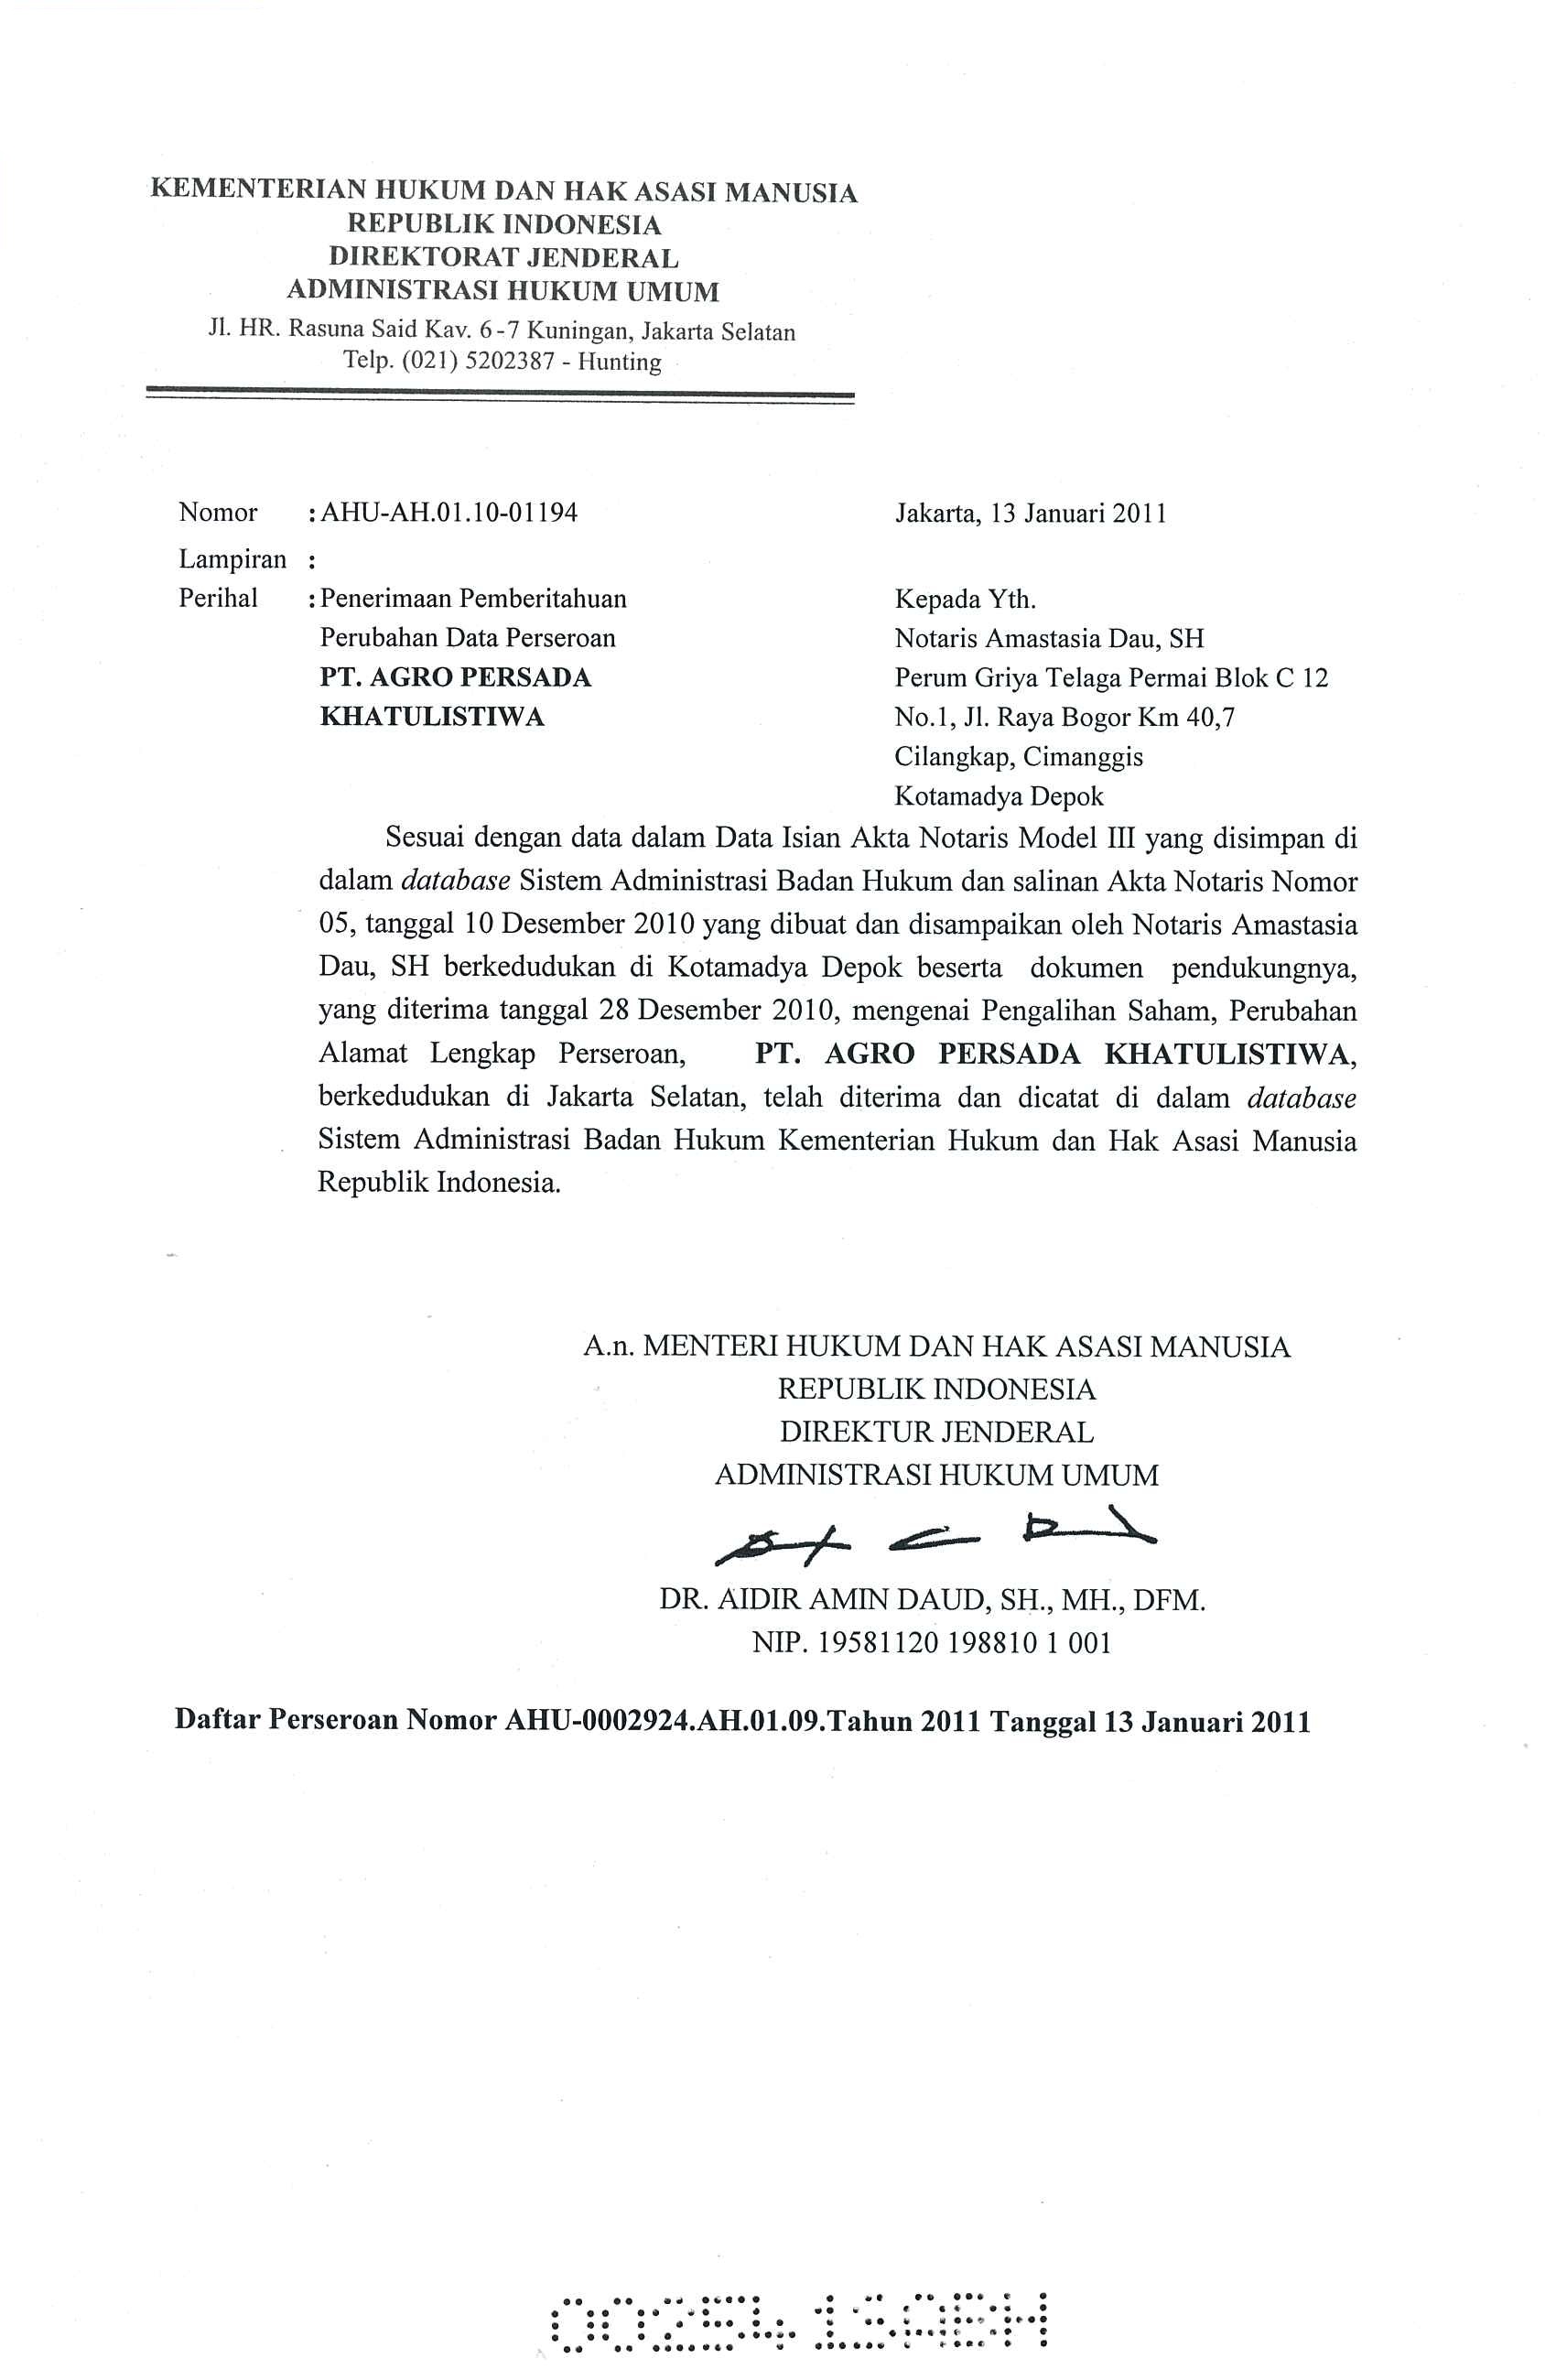 KEMENTERIAN HUKUM DAN HAK ASASI MANUSIA
REPUBLIK INDONESIA
DIREKTORAT JENDERAL
ADMINISTRASI HUKUM UMUM
Jl. HR. Rasuna Said Kav. 6-7 Kuningan, Jakarta Selatan
Telp. (021) 5202387 - Hunting
Nomor : AHU-AH.01.10-01194
Jakarta, 13 Januari 2011
Lampiran :
Perihal : Penerimaan Pemberitahuan
Perubahan Data Perseroan
PT. AGRO PERSADA
KHATULISTIWA
Kepada Yth.
Notaris Amastasia Dau, SH
Perum Griya Telaga Permai Blok C 12
No.1, Jl. Raya Bogor Km 40,7
Cilangkap, Cimanggis
Kotamadya Depok
Sesuai dengan data dalam Data Isian Akta Notaris Model III yang disimpan di
dalam database Sistem Administrasi Badan Hukum dan salinan Akta Notaris Nomor
05, tanggal 10 Desember 2010 yang dibuat dan disampaikan oleh Notaris Amastasia
Dau, SH berkedudukan di Kotamadya Depok beserta dokumen pendukungnya,
yang diterima tanggal 28 Desember 2010, mengenai Pengalihan Saham, Perubahan
Alamat Lengkap Perseroan, PT. AGRO PERSADA KHATULISTIWA,
berkedudukan di Jakarta Selatan, telah diterima dan dicatat di dalam database
Sistem Administrasi Badan Hukum Kementerian Hukum dan Hak Asasi Manusia
Republik Indonesia.
A.n. MENTERI HUKUM DAN HAK ASASI MANUSIA
REPUBLIK INDONESIA
DIREKTUR JENDERAL
ADMINISTRASI HUKUM UMUM
DR. AIDIR AMIN DAUD, SH., MH., DFM.
NIP. 19581120 198810 1 001
Daftar Perseroan Nomor AHU-0002924.AH.01.09.Tahun 2011 Tanggal 13 Januari 2011